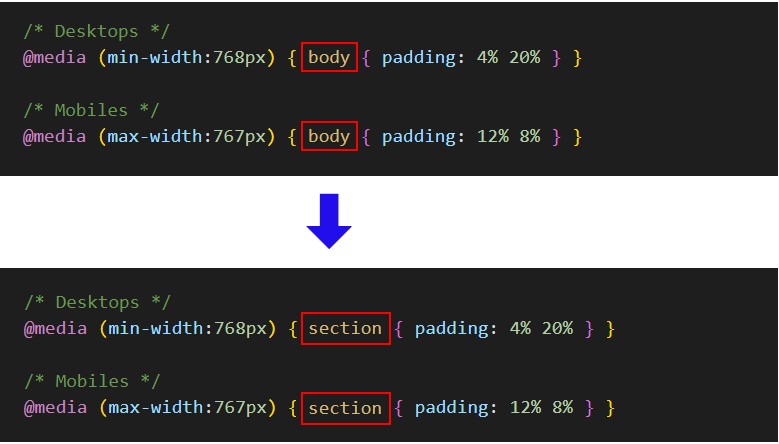 /* Desktops */
@media (min-width:768px) { body { padding: 4% 20% } }
/* Mobiles */
@media (max-width:767px) { body { padding: 12% 8% } }
/* Desktops */
@media (min-width:768px) { section { padding: 4% 20% } }
/* Mobiles */
@media (max-width:767px) { section { padding: 12% 8% } }